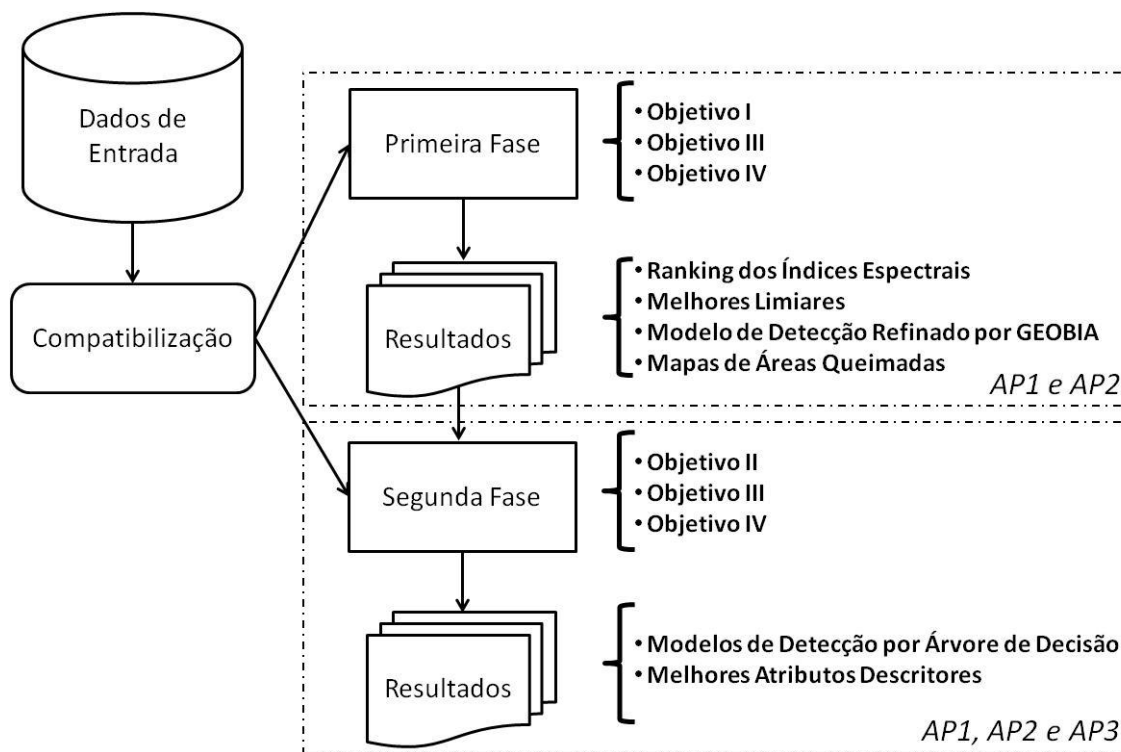 Dados de
Entrada
Compatibilização
Primeira Fase
• Objetivo I
• Objetivo III
• Objetivo IV
Resultados
• Ranking dos Índices Espectrais
• Melhores Limiares
• Modelo de Detecção Refinado por GEOBIA
• Mapas de Áreas Queimadas
AP1 e AP2
Segunda Fase
• Objetivo II
• Objetivo III
• Objetivo IV
Resultados
• Modelos de Detecção por Árvore de Decisão
• Melhores Atributos Descritores
AP1, AP2 e AP3